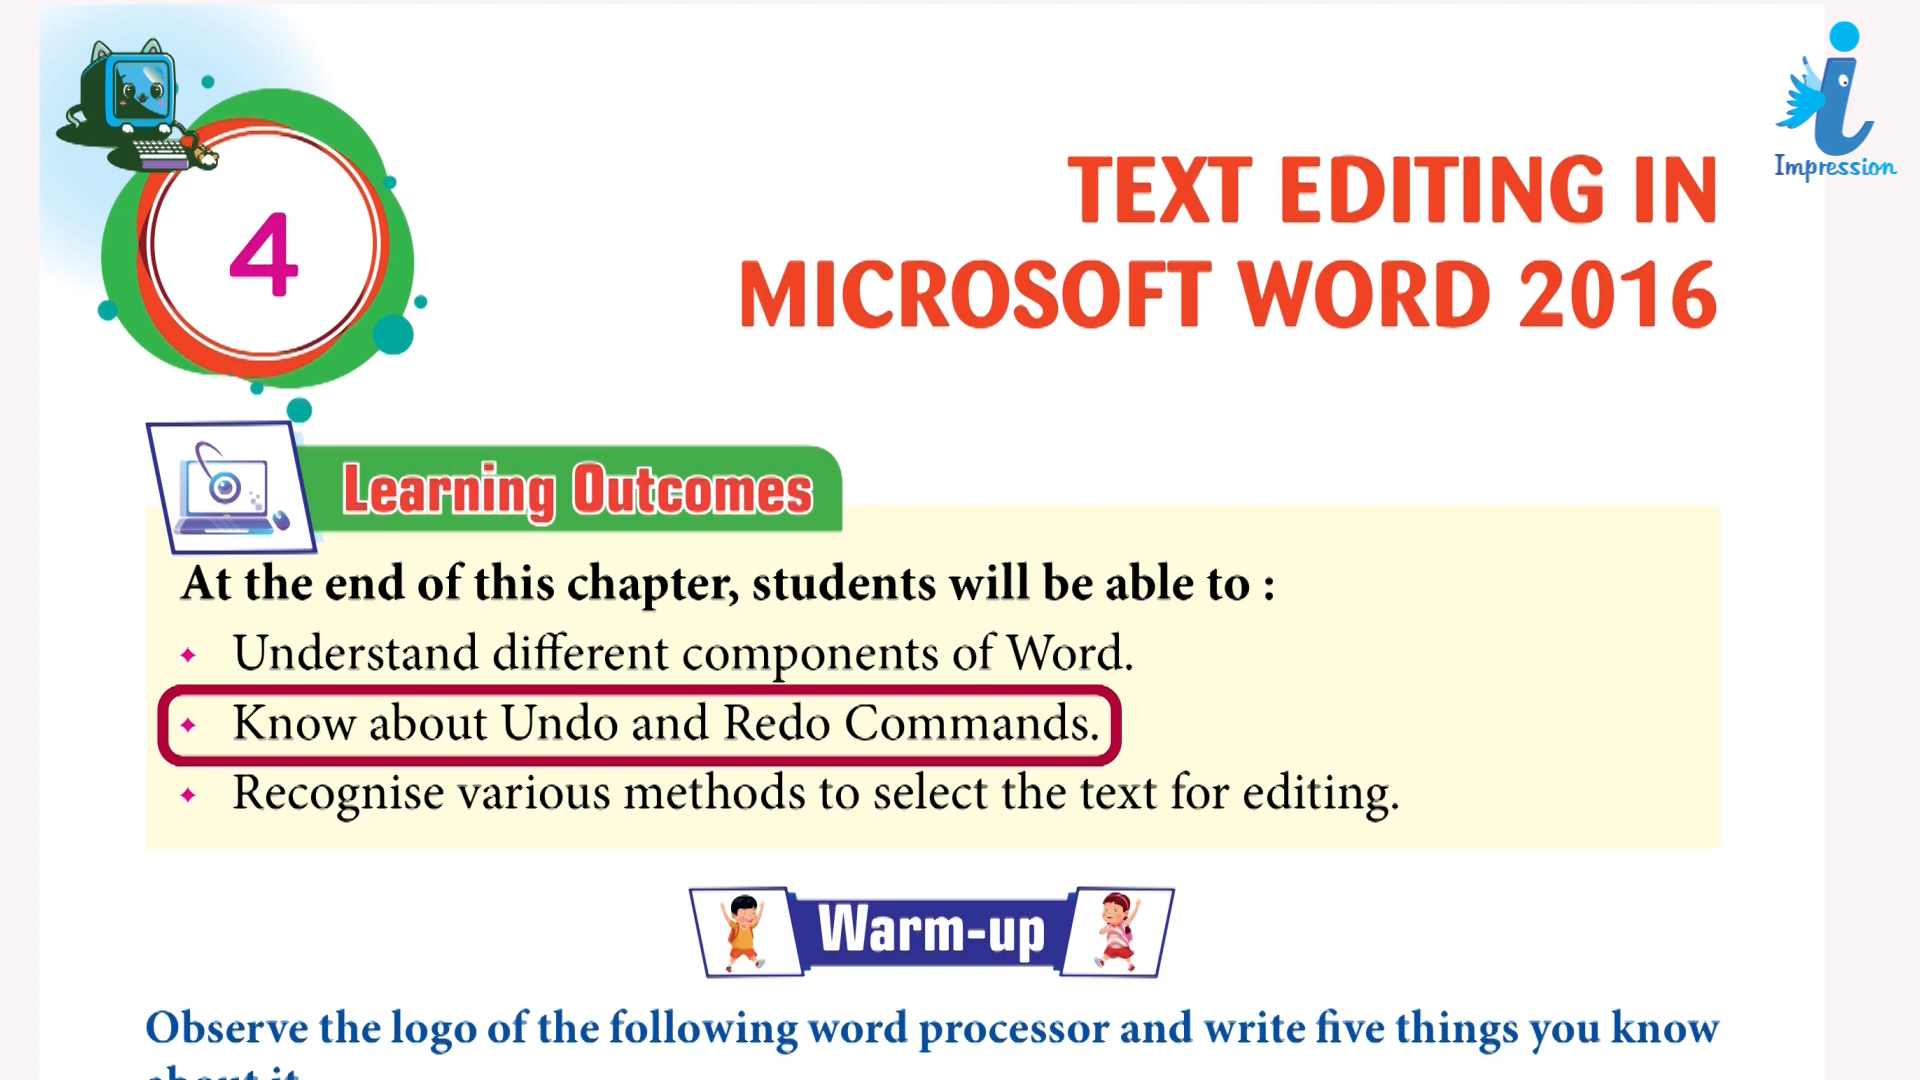 4
TEXT EDITING IN
MICROSOFT WORD 2016
Impression
Learning Outcomes
At the end of this chapter, students will be able to :
Understand different components of Word.
Know about Undo and Redo Commands.
Recognise various methods to select the text for editing.
Warm-up
Observe the logo of the following word processor and write five things you know
about it